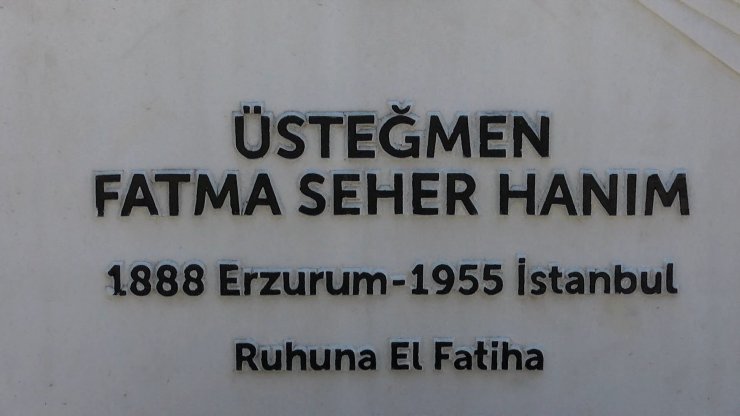 ÜSTEĞMEN
FATMA SEHER HANIM
1888 Erzurum-1955 İstanbul
Ruhuna El Fatiha